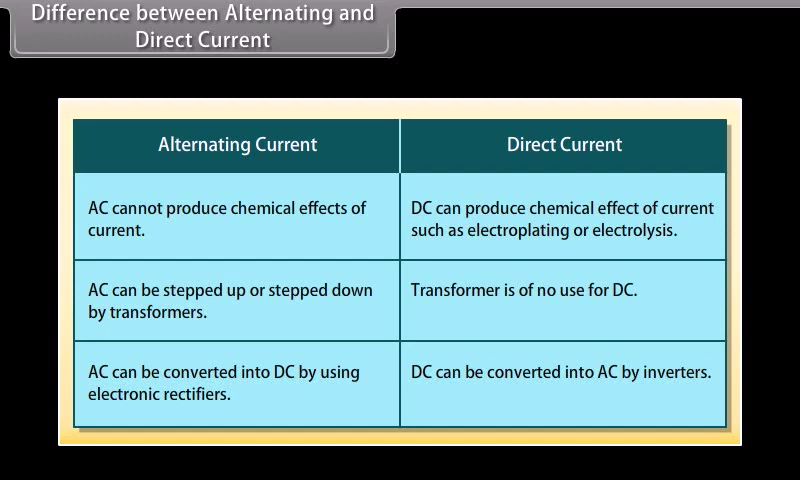 Difference between Alternating and
Direct Current
Alternating Current
Direct Current
AC cannot produce chemical effects of
current.
DC can produce chemical effect of current
such as electroplating or electrolysis.
AC can be stepped up or stepped down
by transformers.
Transformer is of no use for DC.
AC can be converted into DC by using
electronic rectifiers.
DC can be converted into AC by inverters.